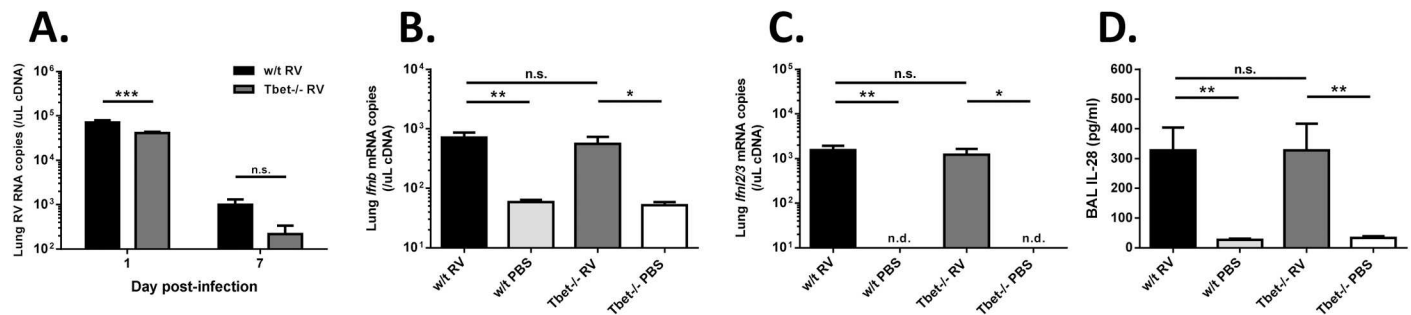 A.
Lung RV RNA copies (/uL cDNA)
10⁶
10⁵
10⁴
10³
10²
***
n.s.
w/t RV
Tbet-/- RV
1
7
Day post-infection
B.
Lung Ifnb mRNA copies
(/uL cDNA)
10⁴
10³
10²
10¹
n.s.
**
*
w/t RV
w/t PBS
Tbet-/- RV
Tbet-/- PBS
C.
Lung Ifnl2/3 mRNA copies
(/uL cDNA)
10⁵
10⁴
10³
10²
10¹
n.s.
**
*
n.d.
n.d.
w/t RV
w/t PBS
Tbet-/- RV
Tbet-/- PBS
D.
BAL IL-28 (pg/ml)
600
500
400
300
200
100
0
n.s.
**
**
w/t RV
w/t PBS
Tbet-/- RV
Tbet-/- PBS